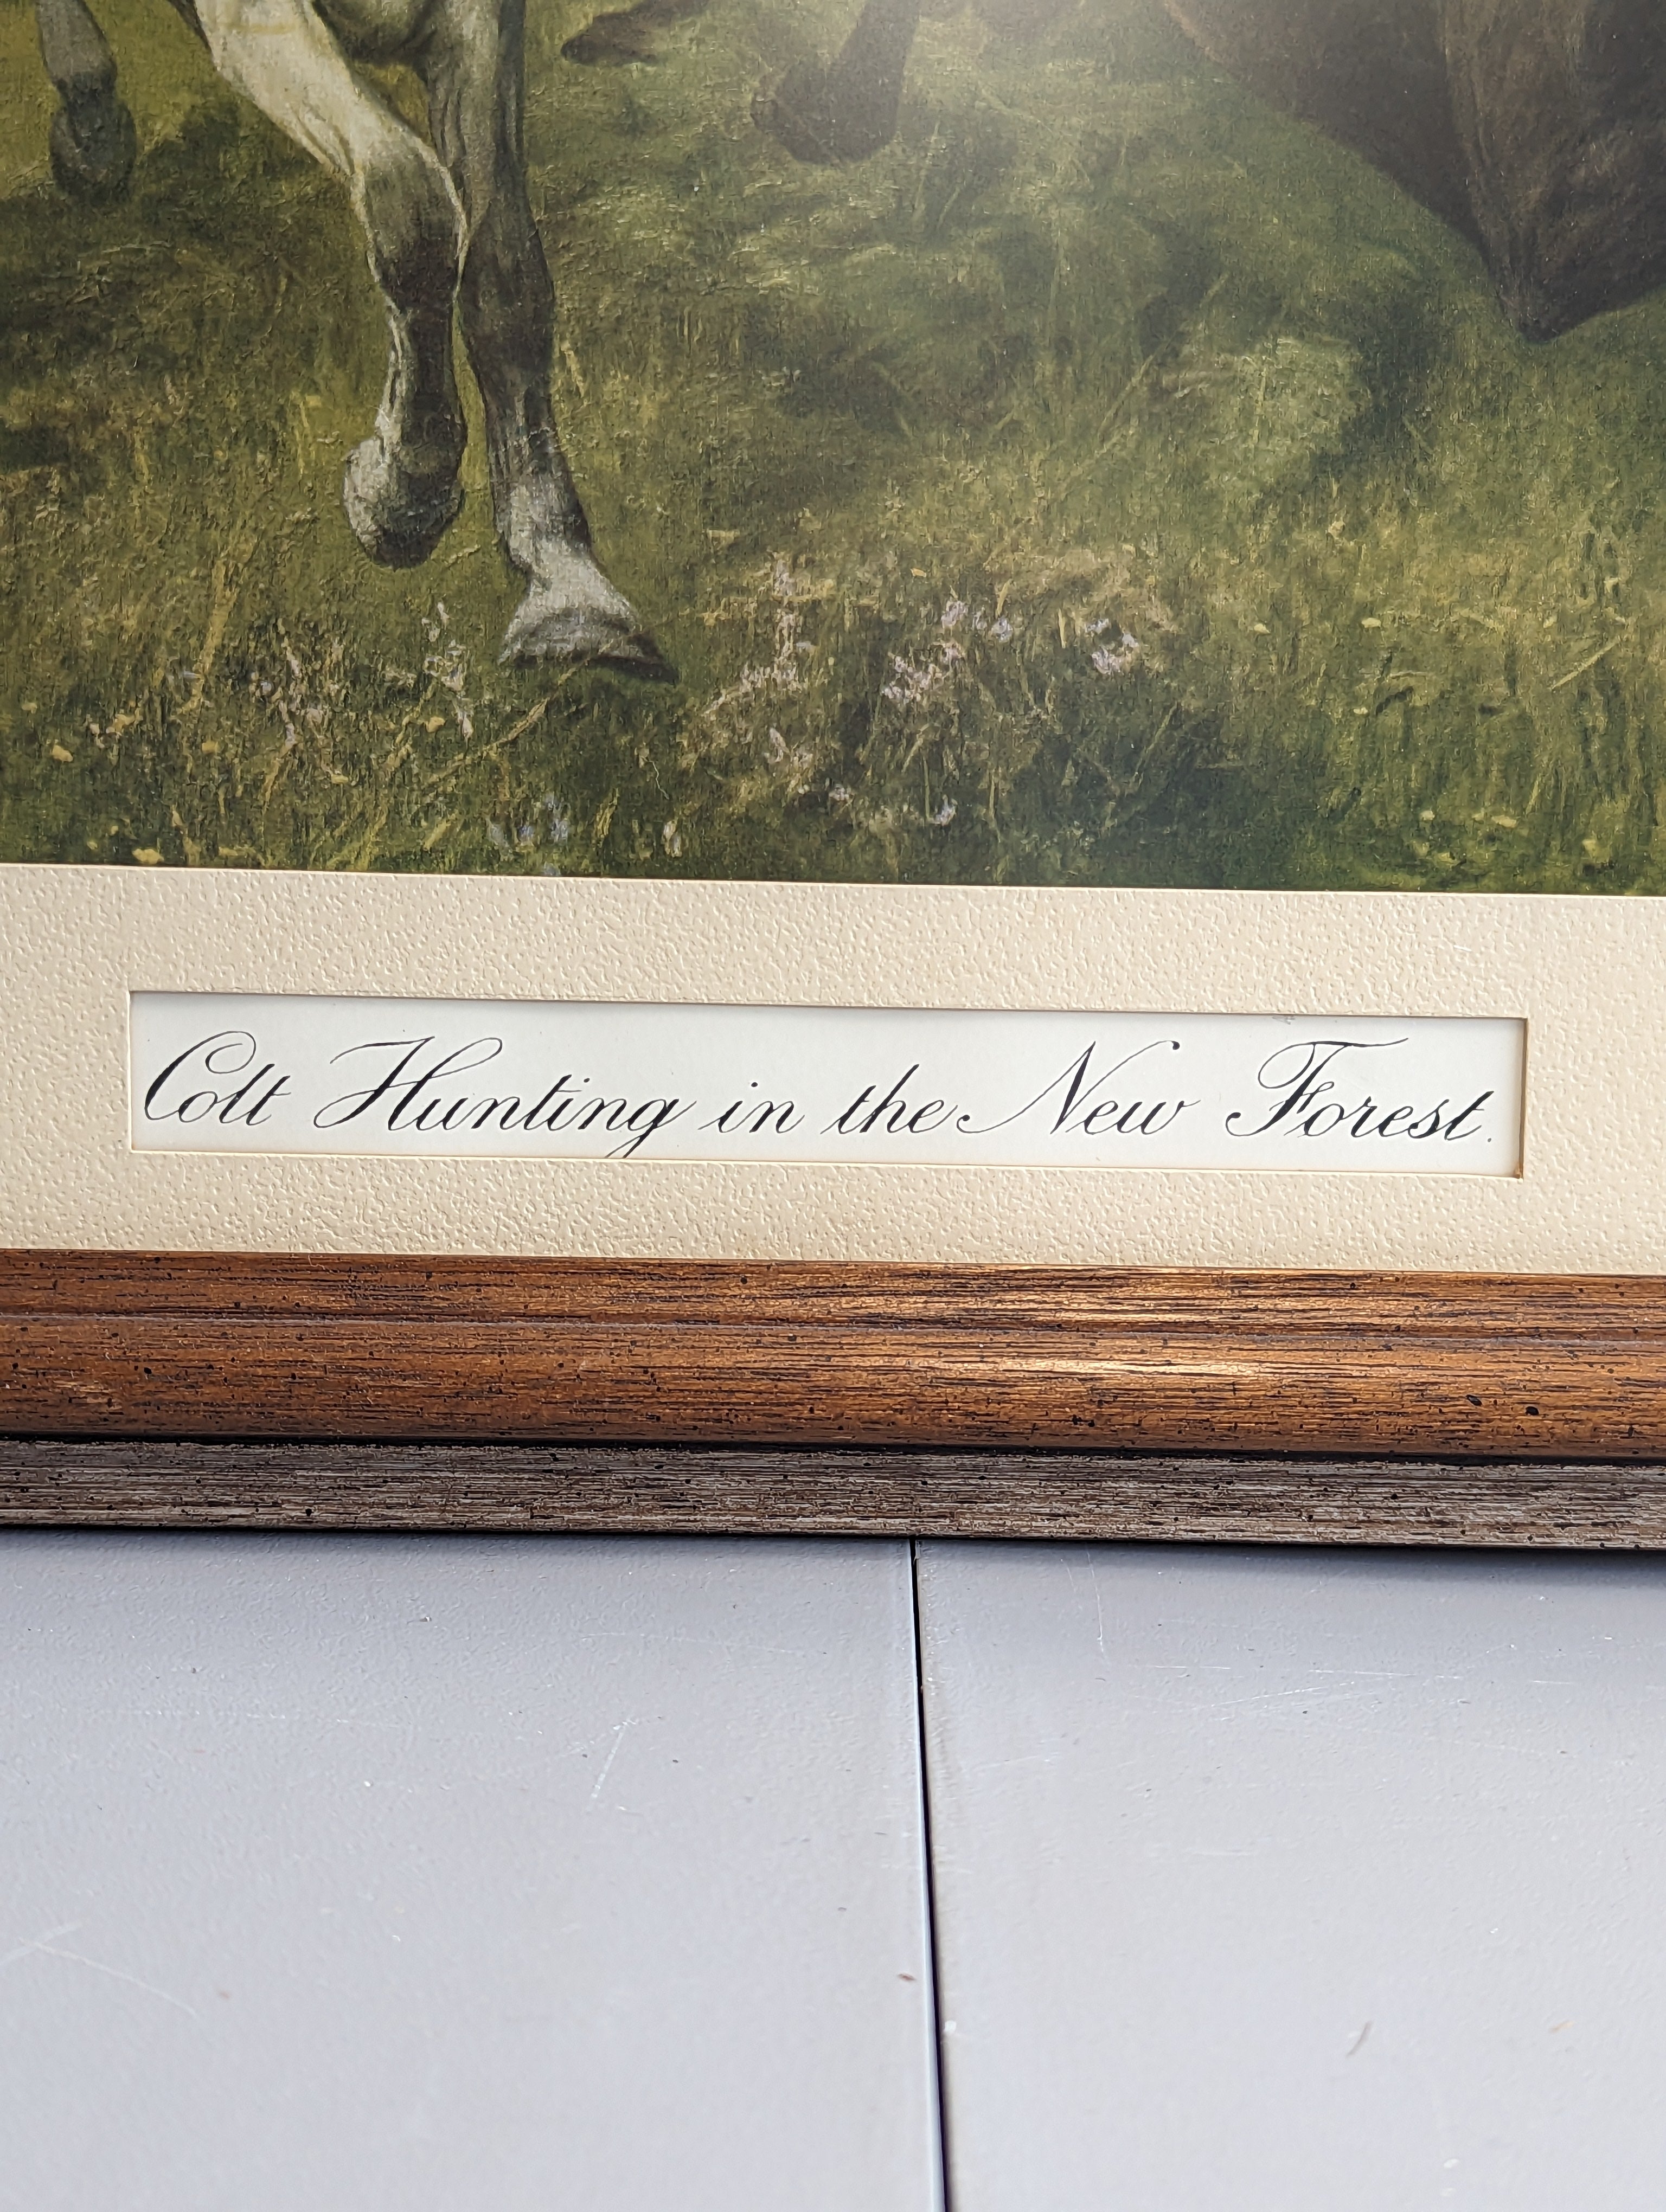 Colt Hunting in the New Forest.